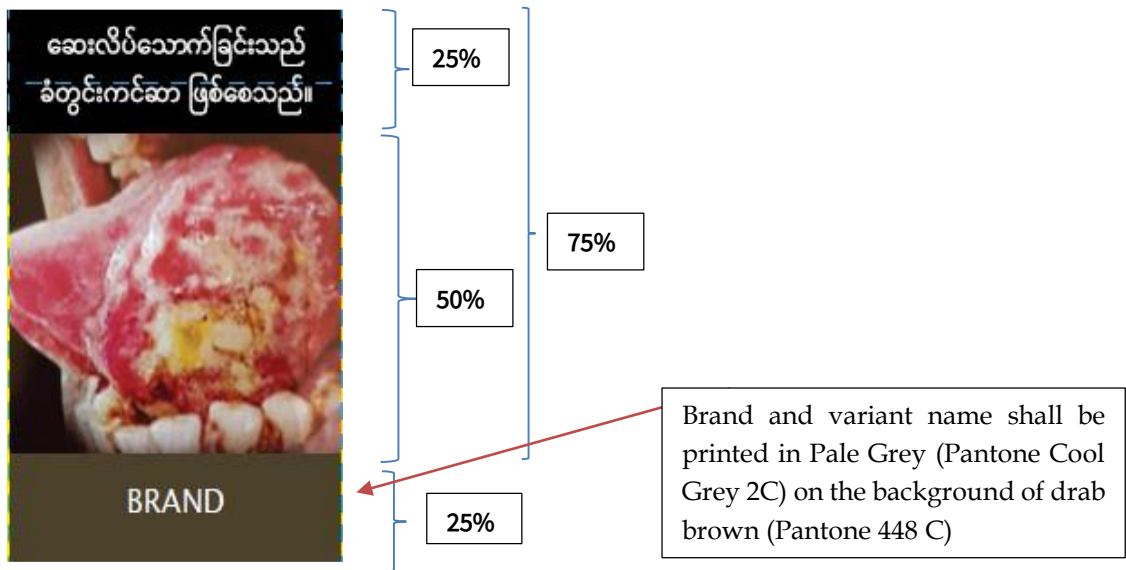 ဆေးလိပ်သောက်ခြင်းသည်
ခံတွင်းကင်ဆာ ဖြစ်စေသည်။
25%
75%
50%
Brand and variant name shall be
printed in Pale Grey (Pantone Cool
Grey 2C) on the background of drab
brown (Pantone 448 C)
BRAND
25%